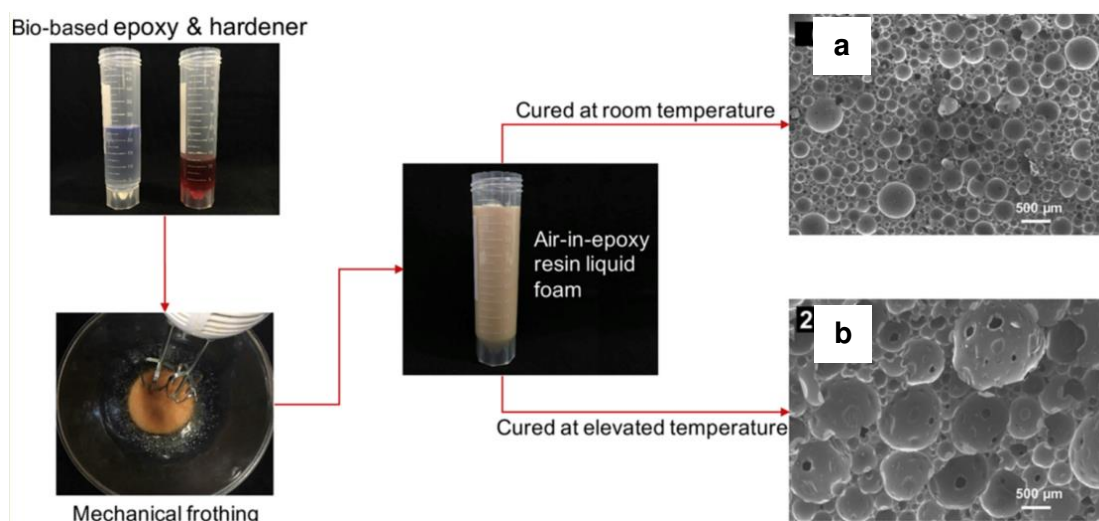 Bio-based epoxy & hardener
Mechanical frothing
Air-in-epoxy
resin liquid
foam
Cured at room temperature
a
500 µm
Cured at elevated temperature
2
b
500 µm